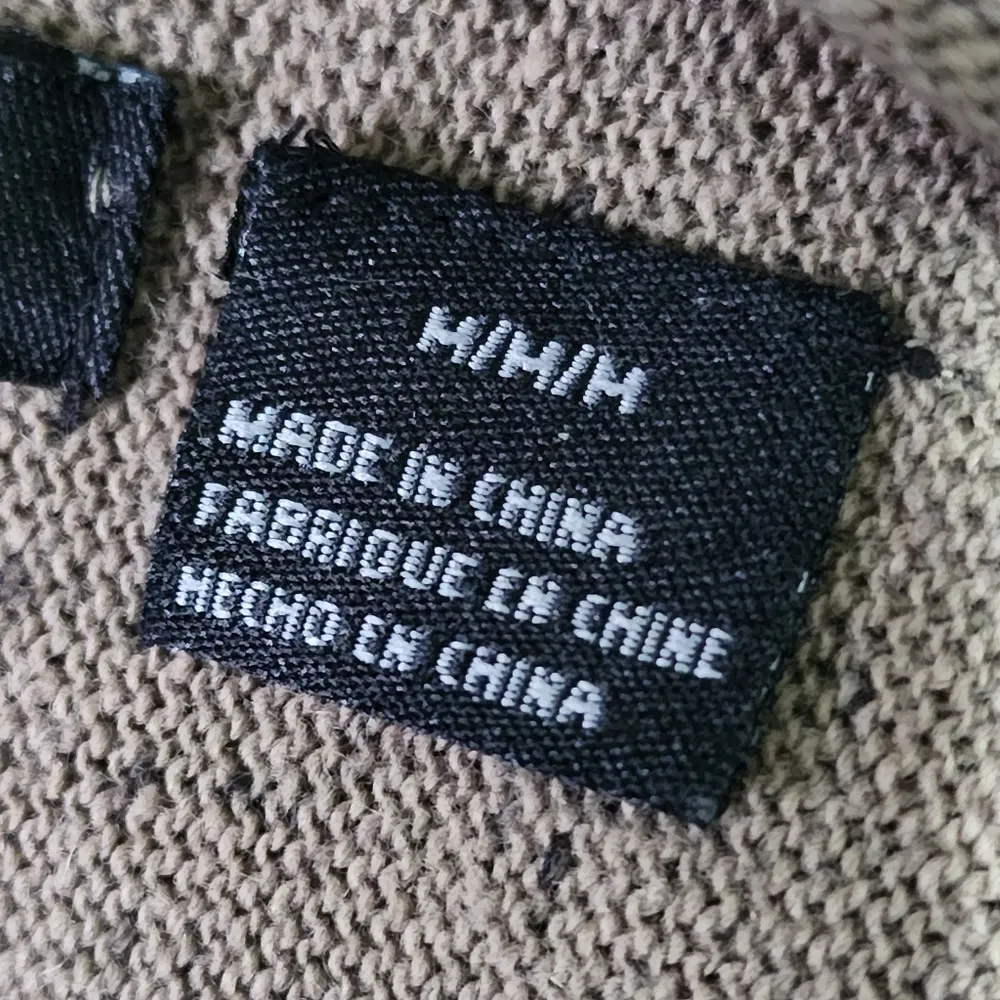 M/M/M
MADE IN CHINA
FABRIQUE EN CHINE
HECHO EN CHINA